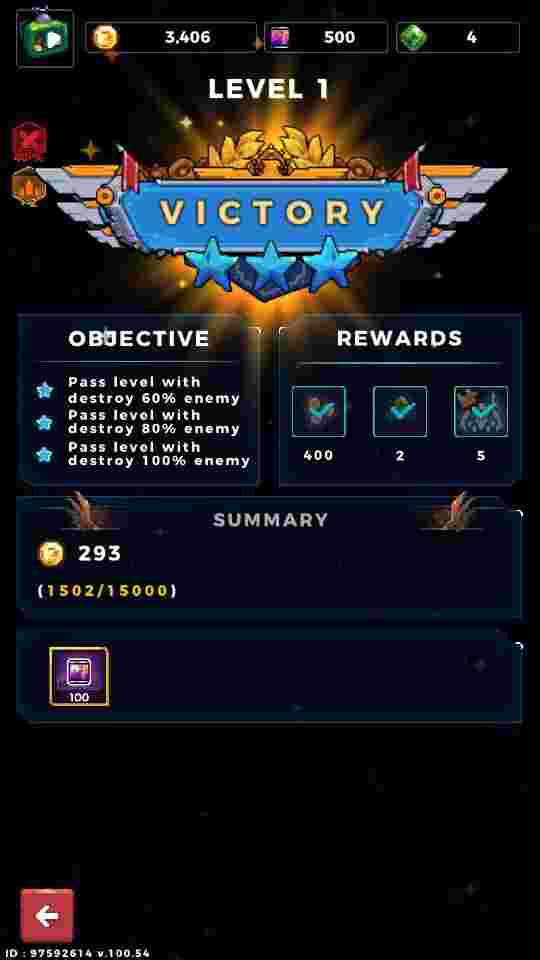 3,406
500
4
LEVEL 1
VICTORY
OBJECTIVE
Pass level with
destroy 60% enemy
Pass level with
destroy 80% enemy
Pass level with
destroy 100% enemy
REWARDS
400
2
5
SUMMARY
293
(1502/15000)
100
ID : 97592614 v.100.54